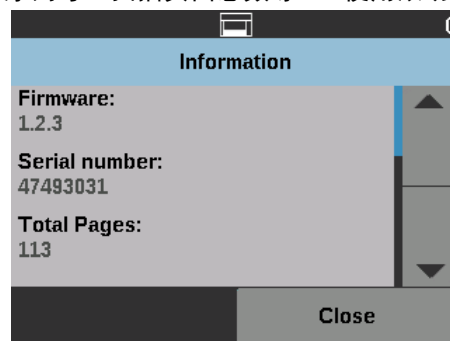 Information
Firmware:
1.2.3
Serial number:
47493031
Total Pages:
113
Close